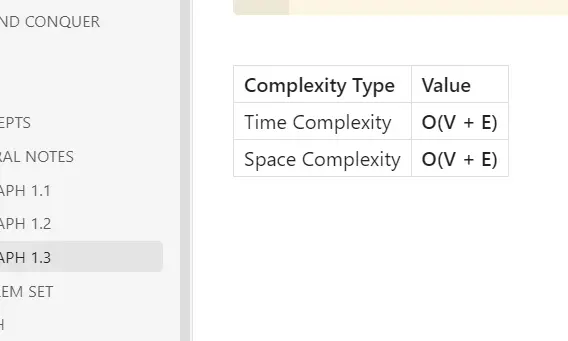 ND CONQUER
EPTS
RAL NOTES
APH 1.1
APH 1.2
APH 1.3
LEM SET
H
Complexity Type Value
Time Complexity O(V + E)
Space Complexity O(V + E)